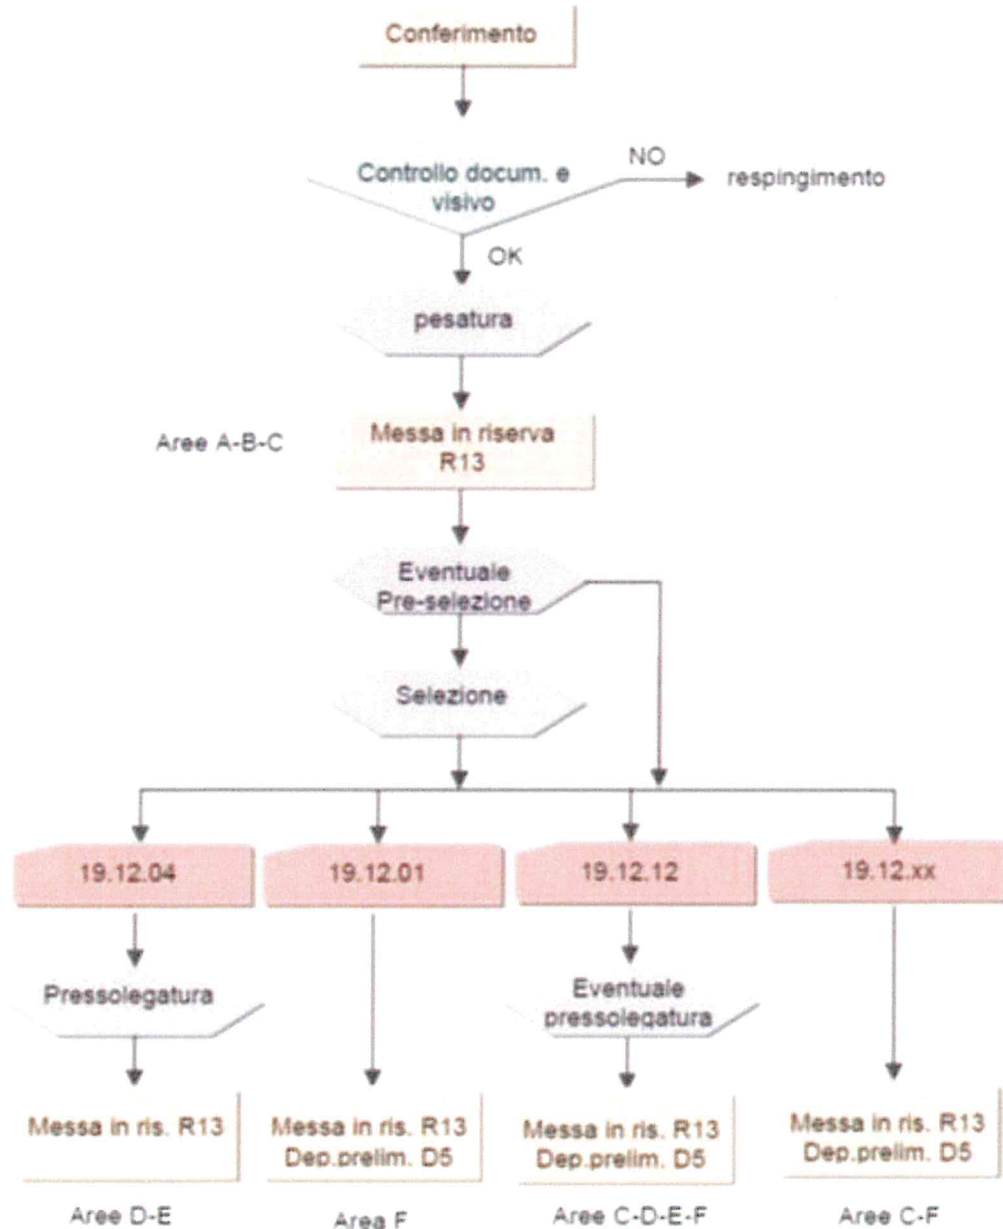 Conferimento
Controllo docum. e
visivo
NO
respingimento
OK
pesatura
Aree A-B-C
Messa in riserva
R13
Eventuale
Pre-selezione
Selezione
19.12.04
19.12.01
19.12.12
19.12.xx
Pressolegatura
Eventuale
pressolegatura
Messa in ris. R13
Messa in ris. R13
Dep.prelim. D5
Messa in ris. R13
Dep.prelim. D5
Messa in ris. R13
Dep.prelim. D5
Aree D-E
Area F
Aree C-D-E-F
Aree C-F